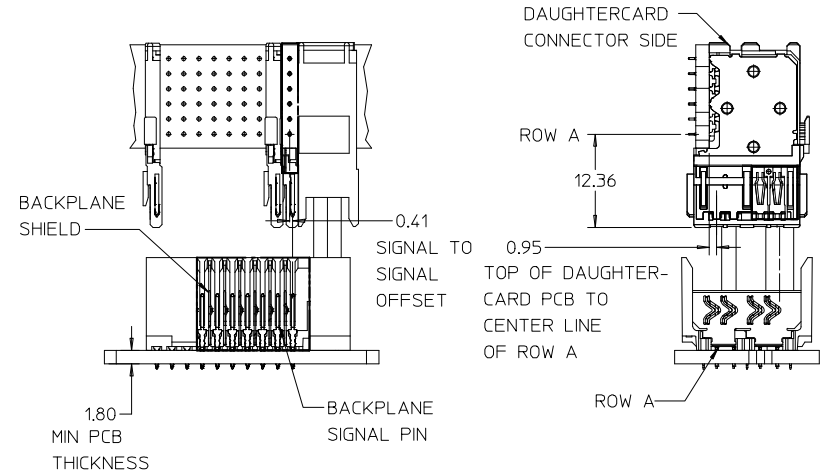 DAUGHTERCARD
CONNECTOR SIDE
ROW A
12.36
BACKPLANE
SHIELD
0.41
SIGNAL TO
SIGNAL
OFFSET
0.95
TOP OF DAUGHTER-
CARD PCB TO
CENTER LINE
OF ROW A
ROW A
1.80
MIN PCB
THICKNESS
BACKPLANE
SIGNAL PIN